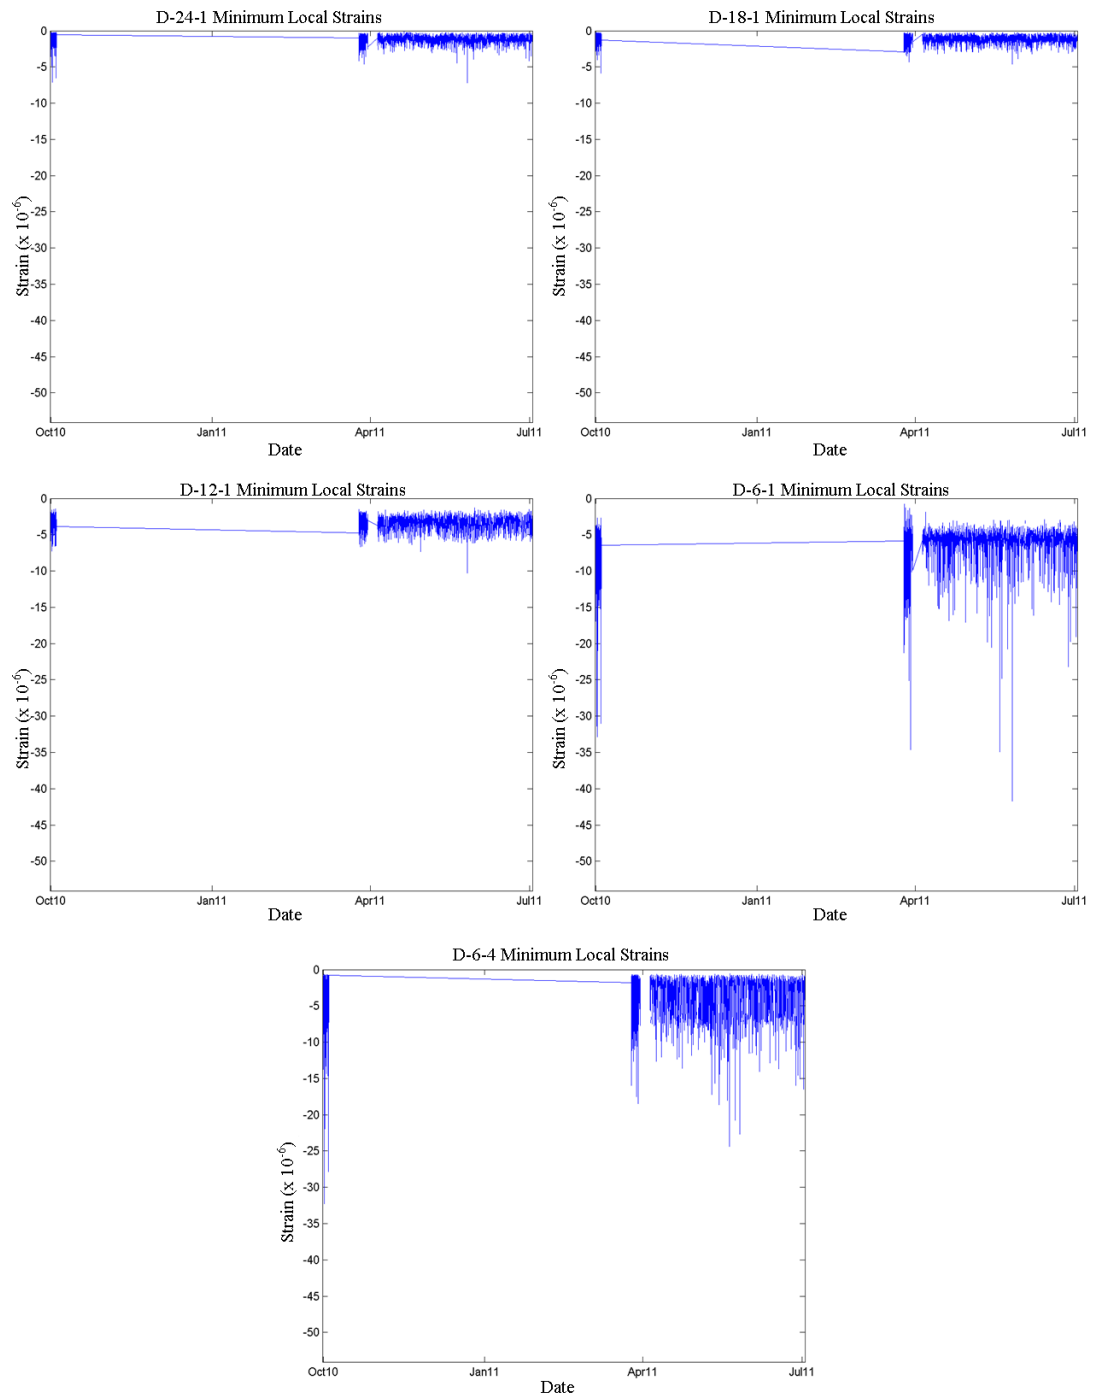 D-24-1 Minimum Local Strains
0
-5
-10
-15
-20
-25
-30
-35
-40
-45
-50
Strain (x 10-6)
Oct10 Jan11 Apr11 Jul11
Date
D-18-1 Minimum Local Strains
0
-5
-10
-15
-20
-25
-30
-35
-40
-45
-50
Strain (x 10-6)
Oct10 Jan11 Apr11 Jul11
Date
D-12-1 Minimum Local Strains
0
-5
-10
-15
-20
-25
-30
-35
-40
-45
-50
Strain (x 10-6)
Oct10 Jan11 Apr11 Jul11
Date
D-6-1 Minimum Local Strains
0
-5
-10
-15
-20
-25
-30
-35
-40
-45
-50
Strain (x 10-6)
Oct10 Jan11 Apr11 Jul11
Date
D-6-4 Minimum Local Strains
0
-5
-10
-15
-20
-25
-30
-35
-40
-45
-50
Strain (x 10-6)
Oct10 Jan11 Apr11 Jul11
Date